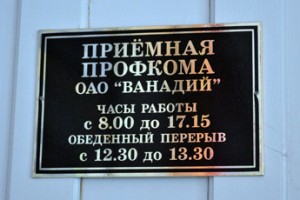 ПРИЁМНАЯ
ПРОФКОМА
ОАО "ВАНАДИЙ"
ЧАСЫ РАБОТЫ
с 8.00 до 17.15
ОБЕДЕННЫЙ ПЕРЕРЫВ
с 12.30 до 13.30